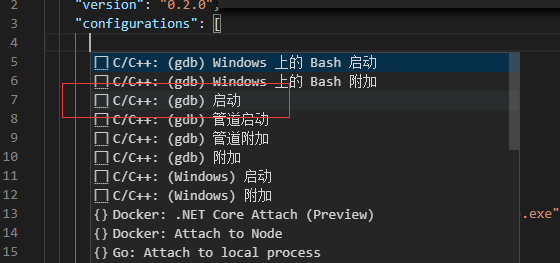 2 "version": "0.2.0",
3 "configurations": [
4
5 C/C++: (gdb) Windows 上的 Bash 启动
6 C/C++: (gdb) Windows 上的 Bash 附加
7 C/C++: (gdb) 启动
8 C/C++: (gdb) 管道启动
9 C/C++: (gdb) 管道附加
10 C/C++: (gdb) 附加
11 C/C++: (Windows) 启动
12 C/C++: (Windows) 附加
13 {} Docker: .NET Core Attach (Preview) .exe"
14 {} Docker: Attach to Node
15 {} Go: Attach to local process